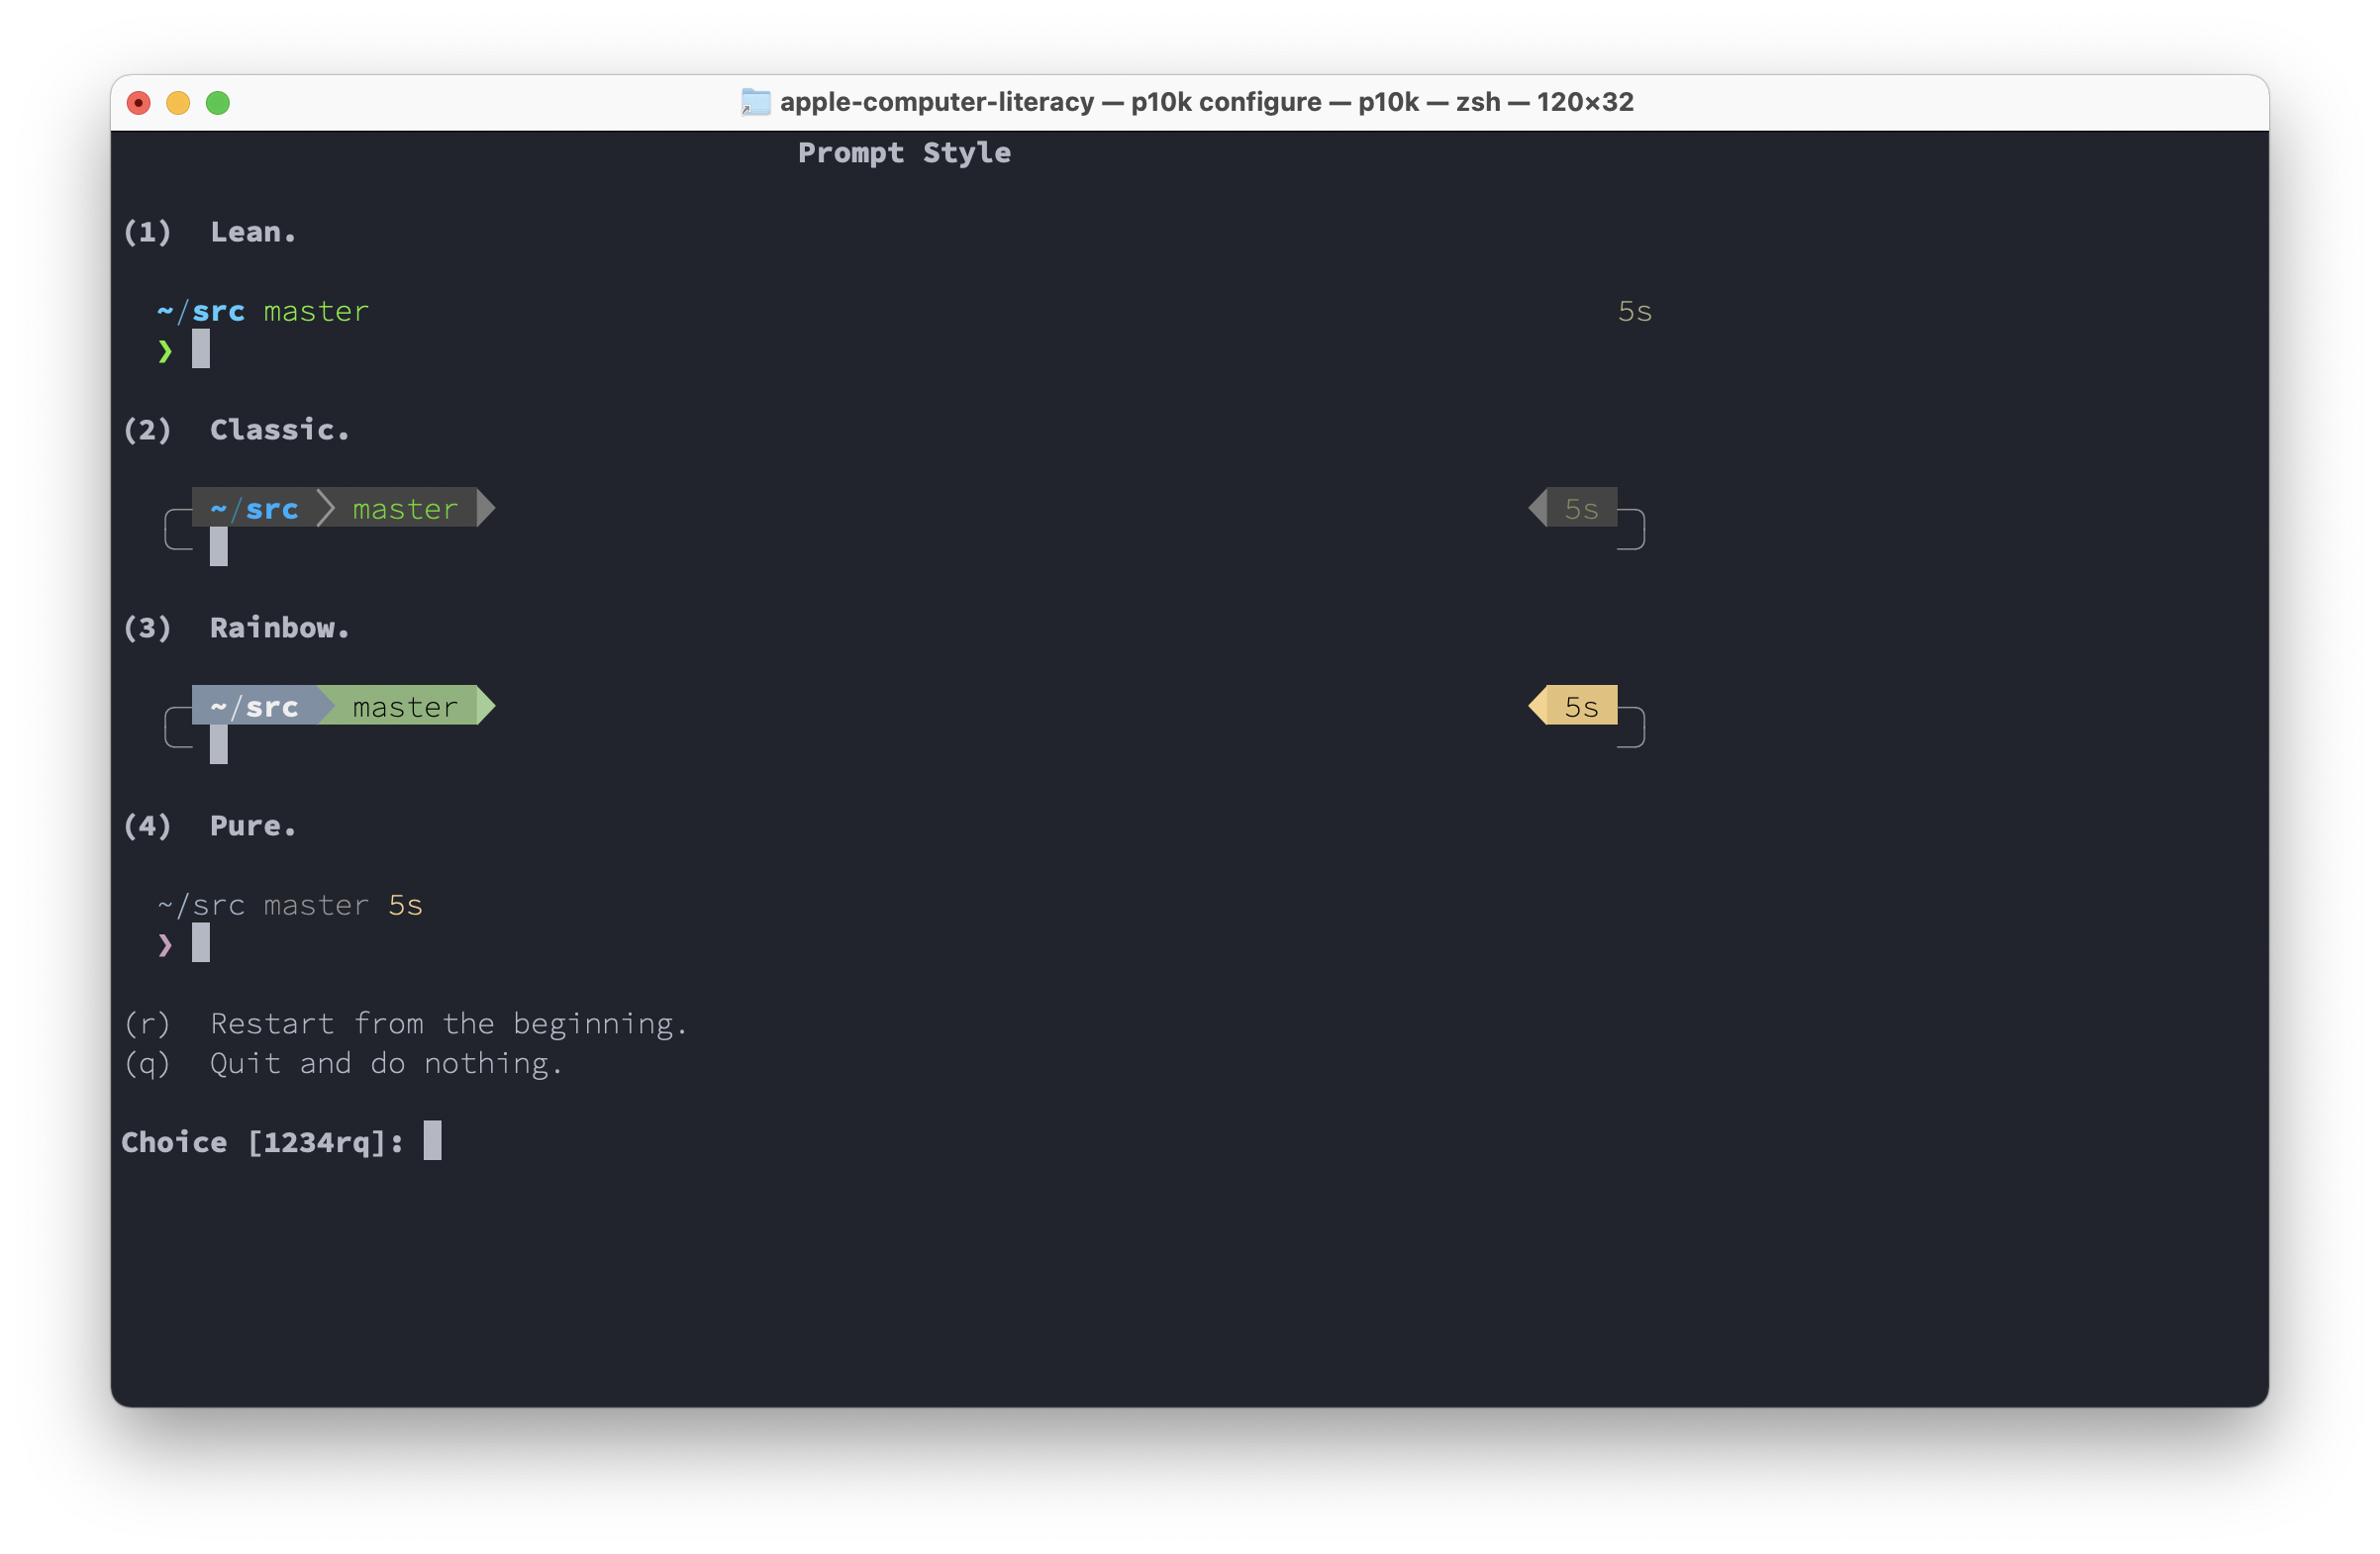 apple-computer-literacy — p10k configure — p10k — zsh — 120×32
Prompt Style
(1)  Lean.
~/src master 5s
❯
(2)  Classic.
~/src master 5s
(3)  Rainbow.
~/src master 5s
(4)  Pure.
~/src master 5s
❯
(r)  Restart from the beginning.
(q)  Quit and do nothing.
Choice [1234rq]: